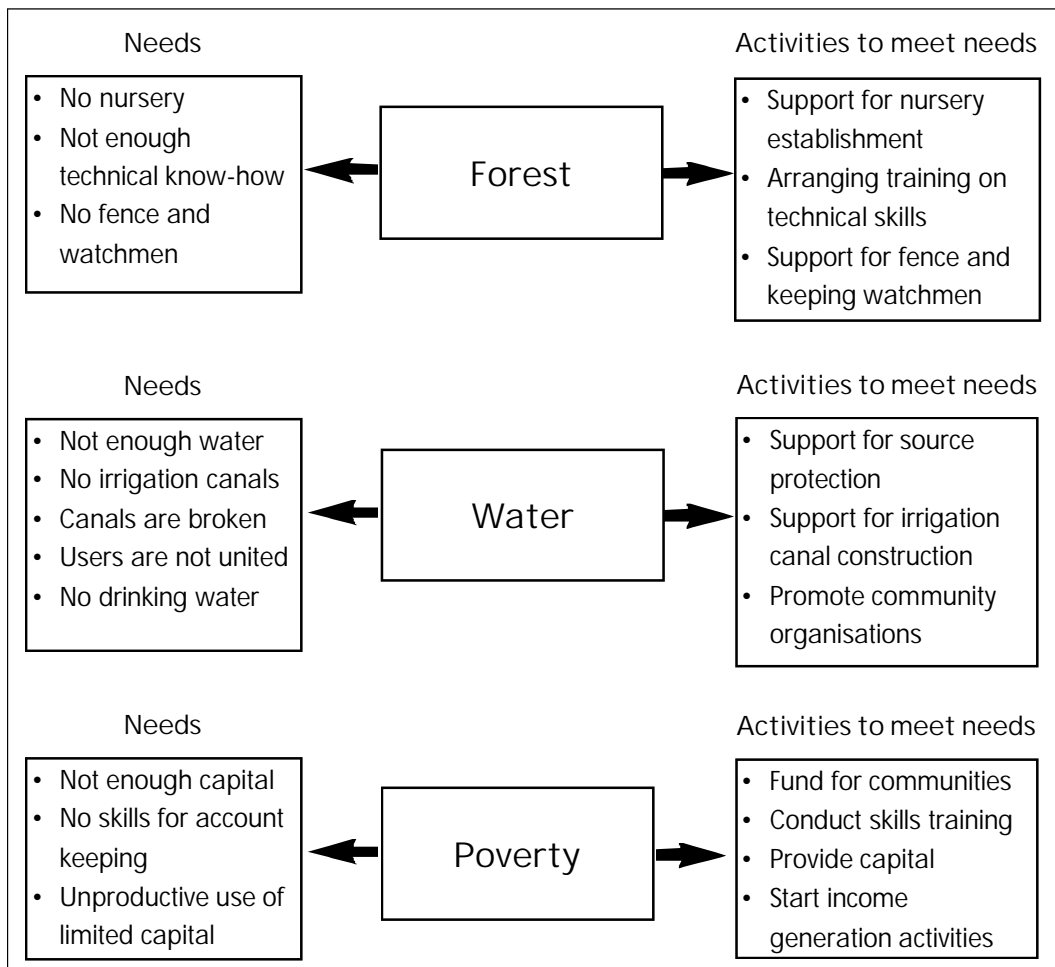 Needs
• No nursery
• Not enough
technical know-how
• No fence and
watchmen
Forest
Activities to meet needs
• Support for nursery
establishment
• Arranging training on
technical skills
• Support for fence and
keeping watchmen
Needs
• Not enough water
• No irrigation canals
• Canals are broken
• Users are not united
• No drinking water
Water
Activities to meet needs
• Support for source
protection
• Support for irrigation
canal construction
• Promote community
organisations
Needs
• Not enough capital
• No skills for account
keeping
• Unproductive use of
limited capital
Poverty
Activities to meet needs
• Fund for communities
• Conduct skills training
• Provide capital
• Start income
generation activities